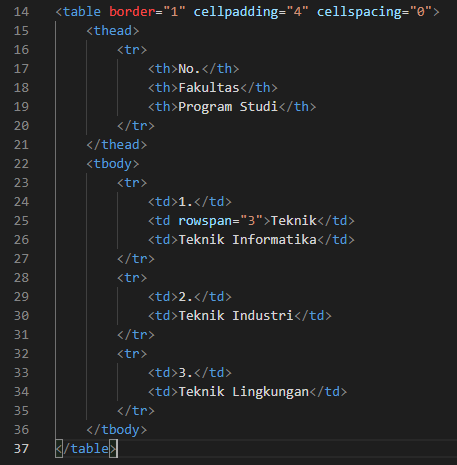 14 <table border="1" cellpadding="4" cellspacing="0">
15     <thead>
16         <tr>
17             <th>No.</th>
18             <th>Fakultas</th>
19             <th>Program Studi</th>
20         </tr>
21     </thead>
22     <tbody>
23         <tr>
24             <td>1.</td>
25             <td rowspan="3">Teknik</td>
26             <td>Teknik Informatika</td>
27         </tr>
28         <tr>
29             <td>2.</td>
30             <td>Teknik Industri</td>
31         </tr>
32         <tr>
33             <td>3.</td>
34             <td>Teknik Lingkungan</td>
35         </tr>
36     </tbody>
37 </table>